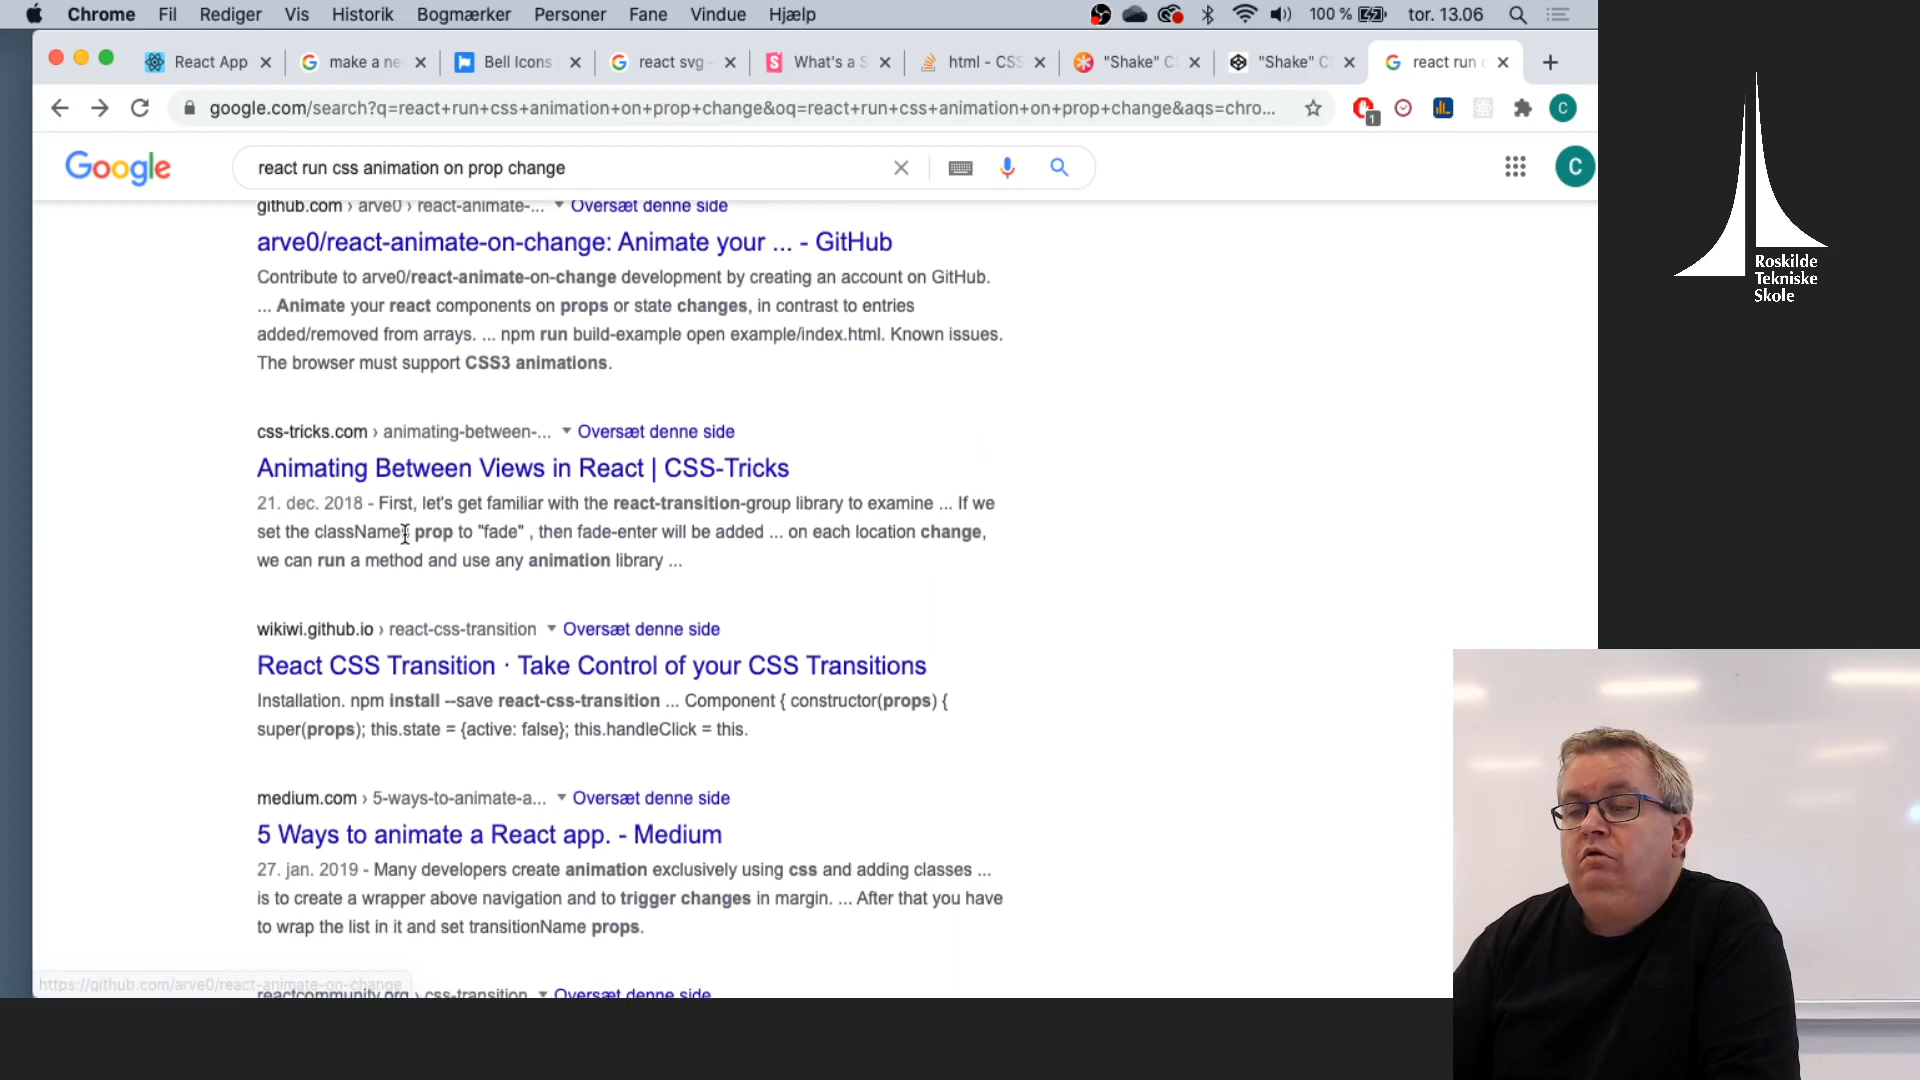 Chrome Fil Rediger Vis Historik Bogmærker Personer Fane Vindue Hjælp 100 % tor. 13.06
React App
make a ne
Bell Icons
react svg -
What's a S
html - CSS
"Shake" C
"Shake" C
react run c
google.com/search?q=react+run+css+animation+on+prop+change&oq=react+run+css+animation+on+prop+change&aqs=chro...
1
C
Google
react run css animation on prop change
C
github.com › arve0 › react-animate-... Oversæt denne side
arve0/react-animate-on-change: Animate your ... - GitHub
Contribute to arve0/react-animate-on-change development by creating an account on GitHub.
... Animate your react components on props or state changes, in contrast to entries
added/removed from arrays. ... npm run build-example open example/index.html. Known issues.
The browser must support CSS3 animations.
css-tricks.com › animating-between-... Oversæt denne side
Animating Between Views in React | CSS-Tricks
21. dec. 2018 - First, let's get familiar with the react-transition-group library to examine ... If we
set the className prop to "fade" , then fade-enter will be added ... on each location change,
we can run a method and use any animation library ...
wikiwi.github.io › react-css-transition Oversæt denne side
React CSS Transition · Take Control of your CSS Transitions
Installation. npm install --save react-css-transition ... Component { constructor(props) {
super(props); this.state = {active: false}; this.handleClick = this.
medium.com › 5-ways-to-animate-a... Oversæt denne side
5 Ways to animate a React app. - Medium
27. jan. 2019 - Many developers create animation exclusively using css and adding classes ...
is to create a wrapper above navigation and to trigger changes in margin. ... After that you have
to wrap the list in it and set transitionName props.
https://github.com/arve0/react-animate-on-change
reactcommunity.org › css-transition Oversæt denne side
Roskilde
Tekniske
Skole